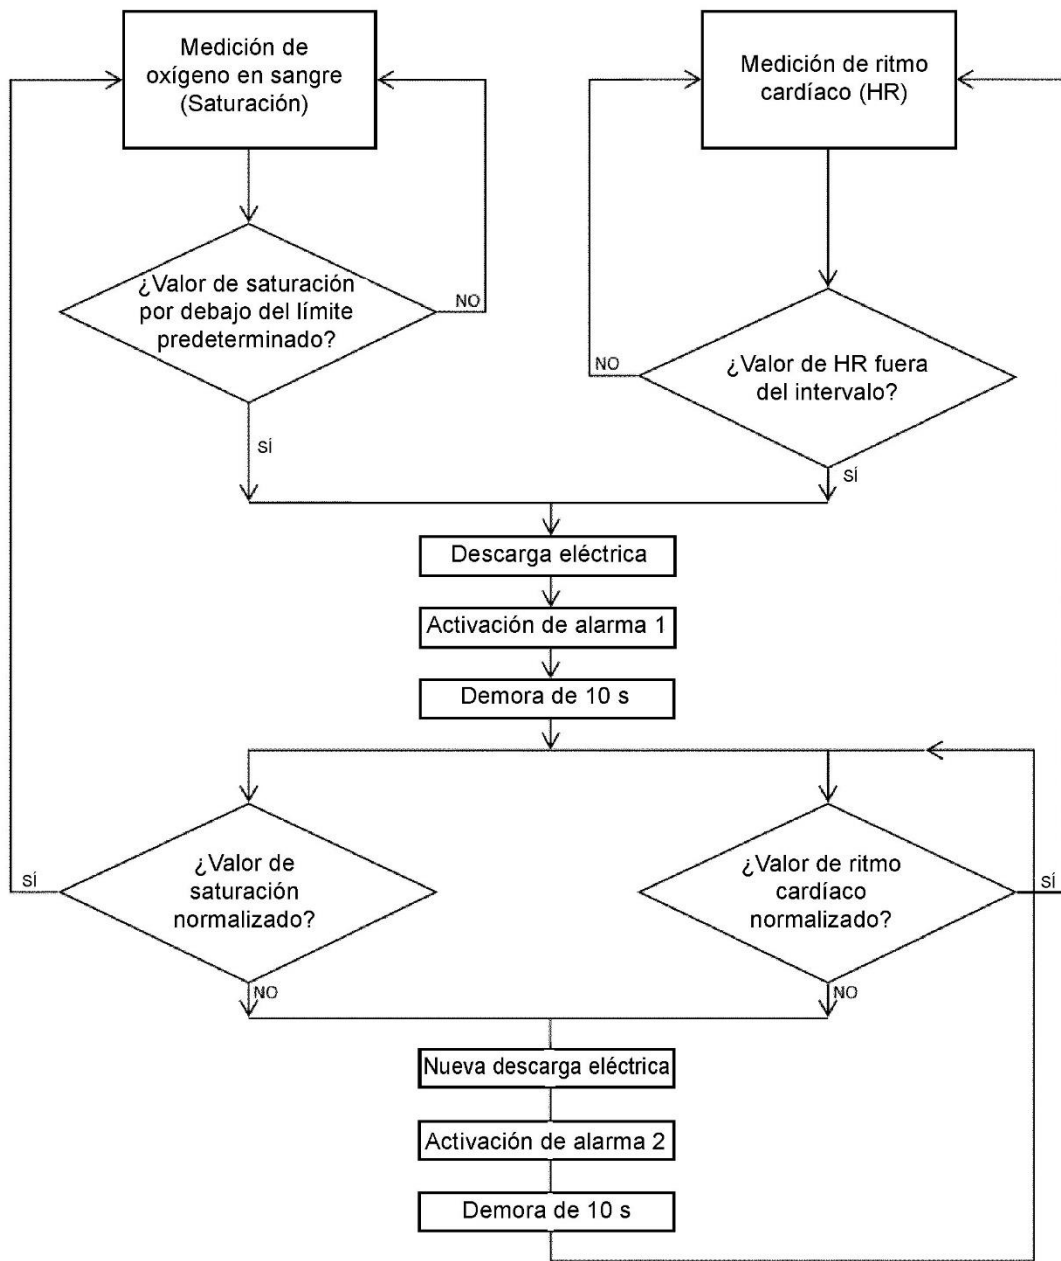 Medición de
oxígeno en sangre
(Saturación)
Medición de ritmo
cardíaco (HR)
¿Valor de saturación
por debajo del límite
predeterminado?
NO
¿Valor de HR fuera
del intervalo?
NO
SÍ
SÍ
Descarga eléctrica
Activación de alarma 1
Demora de 10 s
¿Valor de
saturación
normalizado?
SÍ
¿Valor de ritmo
cardíaco
normalizado?
SÍ
NO
NO
Nueva descarga eléctrica
Activación de alarma 2
Demora de 10 s